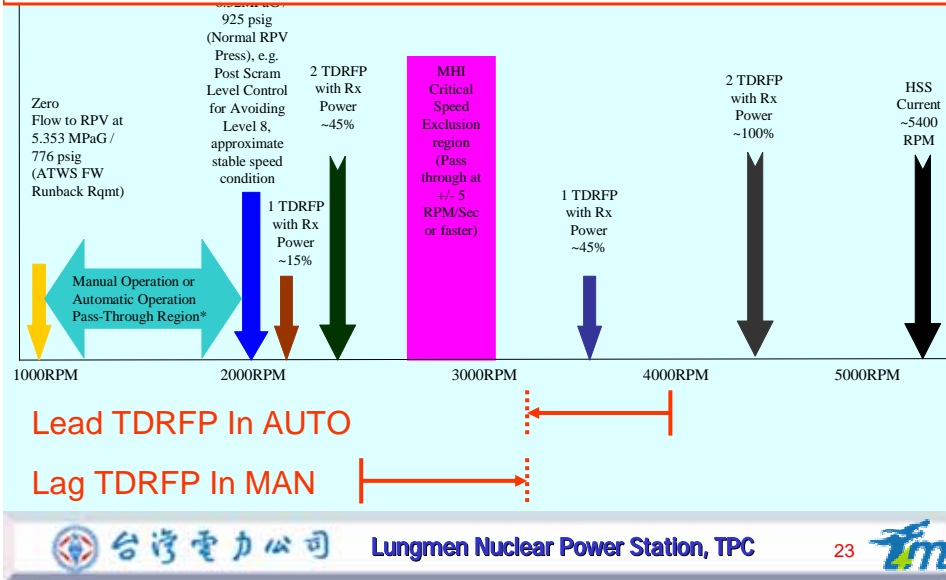 Zero
Flow to RPV at
5.353 MPaG /
776 psig
(ATWS FW
Runback Rqmt)
925 psig
(Normal RPV
Press), e.g.
Post Scram
Level Control
for Avoiding
Level 8,
approximate
stable speed
condition
1 TDRFP
with Rx
Power
~15%
2 TDRFP
with Rx
Power
~45%
MHI
Critical
Speed
Exclusion
region
(Pass
through at
+/- 5
RPM/Sec
or faster)
1 TDRFP
with Rx
Power
~45%
2 TDRFP
with Rx
Power
~100%
HSS
Current
~5400
RPM
Manual Operation or
Automatic Operation
Pass-Through Region*
1000RPM 2000RPM 3000RPM 4000RPM 5000RPM
Lead TDRFP In AUTO
Lag TDRFP In MAN
台灣電力公司 Lungmen Nuclear Power Station, TPC 23